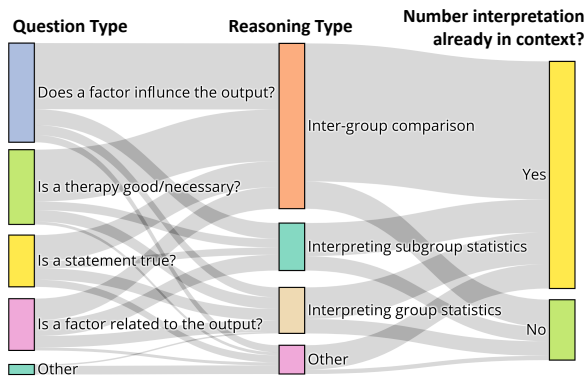 Question Type
Reasoning Type
Number interpretation
already in context?
Does a factor influnce the output?
Is a therapy good/necessary?
Is a statement true?
Is a factor related to the output?
Other
Inter-group comparison
Interpreting subgroup statistics
Interpreting group statistics
Other
Yes
No